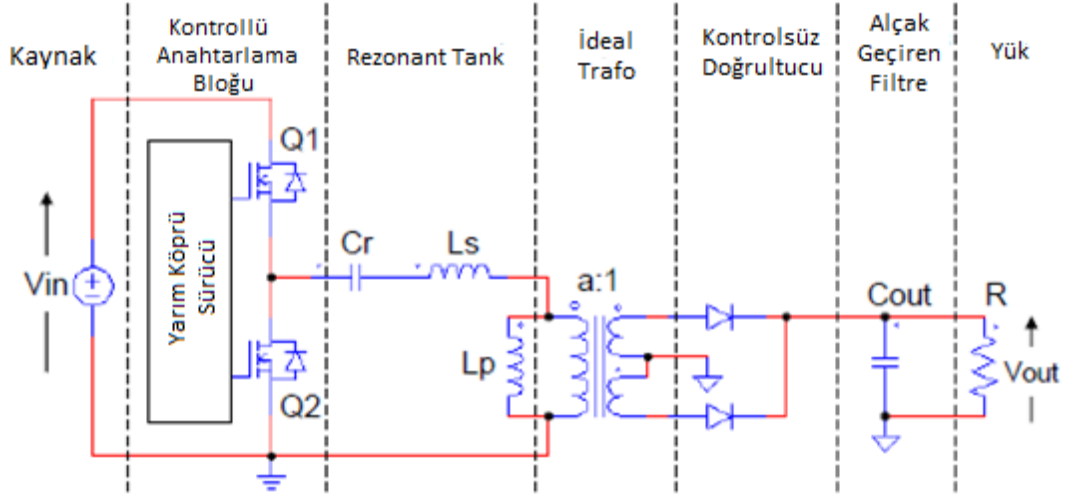 Kaynak
Kontrollü
Anahtarlama
Bloğu
Rezonant Tank
İdeal
Trafo
Kontrolsüz
Doğrultucu
Alçak
Geçiren
Filtre
Yük
Q1
Yarım Köprü
Sürücü
Vin
Cr
Ls
a:1
Lp
Cout
R
Vout
Q2